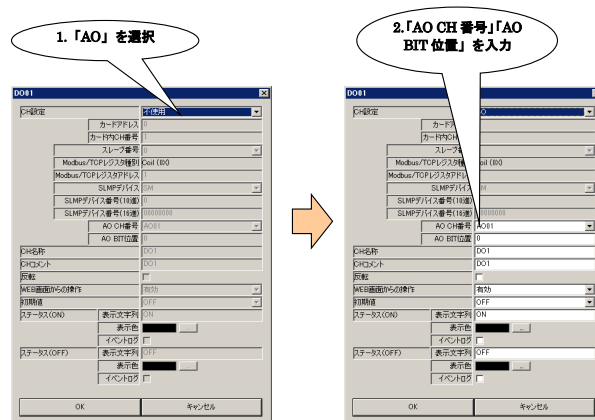 1.「AO」を選択
2.「AO CH 番号」「AO
BIT 位置」を入力
DO01
CH設定 不使用
カードアドレス 0
カード内CH番号 1
スレーブ番号 0
Modbus/TCPレジスタ種別 Coil (0X)
Modbus/TCPレジスタアドレス 1
SLMPデバイス SM
SLMPデバイス番号(10進) 0
SLMPデバイス番号(16進) 00000000
AO CH番号 AO01
AO BIT位置 0
CH名称 DO1
CHコメント DO1
反転
WEB画面からの操作 有効
初期値 OFF
ステータス(ON) 表示文字列 ON
表示色 ...
イベントログ
ステータス(OFF) 表示文字列 OFF
表示色 ...
イベントログ
OK キャンセル
DO01
CH設定 AO
カードアドレス
カード内CH番号
スレーブ番号
Modbus/TCPレジスタ種別 Coil (0X)
Modbus/TCPレジスタアドレス
SLMPデバイス
SLMPデバイス番号(10進)
SLMPデバイス番号(16進) 00000000
AO CH番号 AO01
AO BIT位置 0
CH名称 DO1
CHコメント DO1
反転
WEB画面からの操作 有効
初期値 OFF
ステータス(ON) 表示文字列 ON
表示色 ...
イベントログ
ステータス(OFF) 表示文字列 OFF
表示色 ...
イベントログ
OK キャンセル